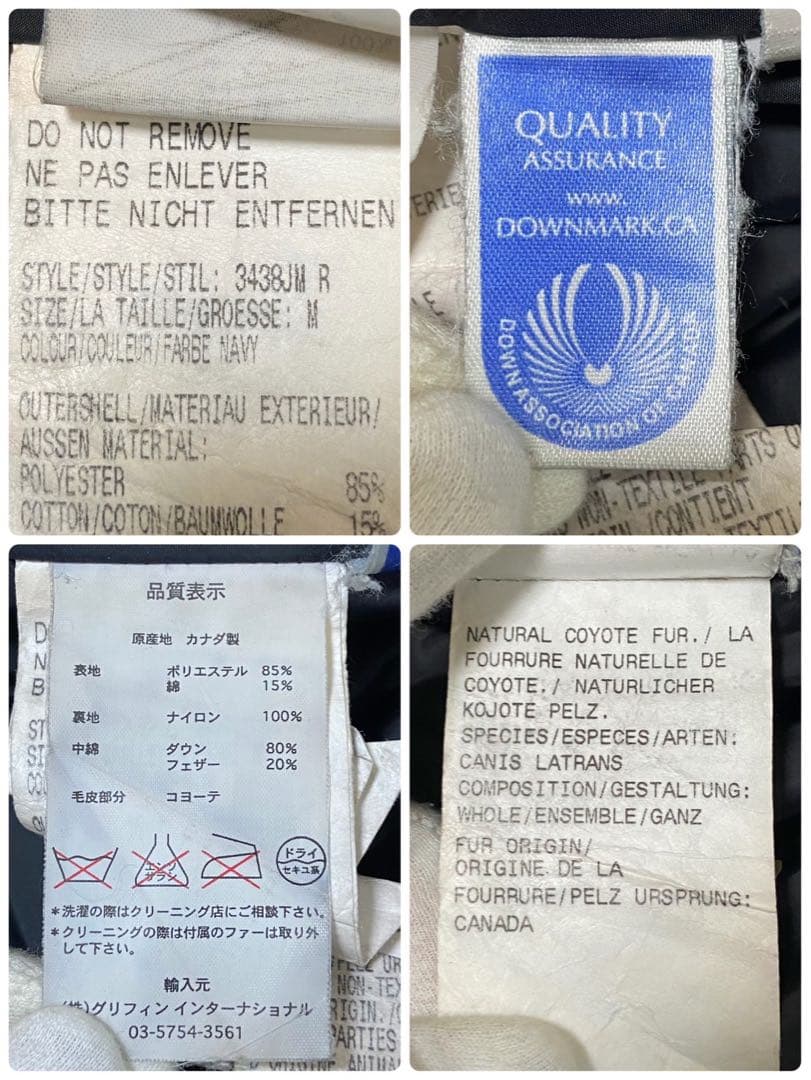 DO NOT REMOVE
NE PAS ENLEVER
BITTE NICHT ENTFERNEN
STYLE/STYLE/STIL: 3438JM R
SIZE/LA TAILLE/GROESSE: M
COLOUR/COULEUR/FARBE NAVY
OUTERSHELL/MATERIAU EXTERIEUR/
AUSSEN MATERIAL:
POLYESTER 85%
COTTON/COTON/BAUMWOLLE 15%
QUALITY
ASSURANCE
www.
DOWNMARK.CA
DOWN ASSOCIATION OF CANADA
NON-TEXTILE PARTS
/CONTIENT
品質表示
原産地 カナダ製
表地 ポリエステル 85%
綿 15%
裏地 ナイロン 100%
中綿 ダウン 80%
フェザー 20%
毛皮部分 コヨーテ
エンソ
サラシ
ドライ
セキユ系
*洗濯の際はクリーニング店にご相談下さい。
*クリーニングの際は付属のファーは取り外
して下さい。
輸入元
(株)グリフィン インターナショナル
03-5754-3561
NATURAL COYOTE FUR./ LA
FOURRURE NATURELLE DE
COYOTE./ NATURLICHER
KOJOTE PELZ.
SPECIES/ESPECES/ARTEN:
CANIS LATRANS
COMPOSITION/GESTALTUNG:
WHOLE/ENSEMBLE/GANZ
FUR ORIGIN/
ORIGINE DE LA
FOURRURE/PELZ URSPRUNG:
CANADA